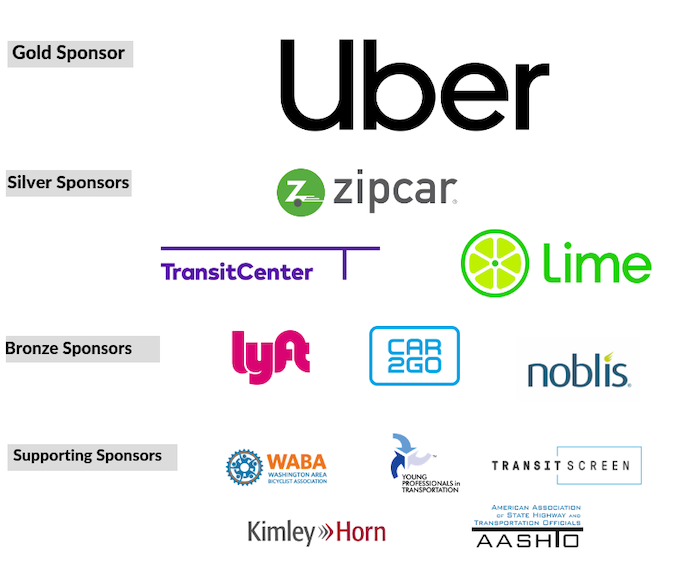 Gold Sponsor
Uber
Silver Sponsors
Z zipcar®
TransitCenter
Lime
Bronze Sponsors
lyft
CAR
2GO
noblis®
Supporting Sponsors
WABA
WASHINGTON AREA
BICYCLIST ASSOCIATION
YOUNG
PROFESSIONALS in
TRANSPORTATION
TRANSITSCREEN
Kimley»Horn
AMERICAN ASSOCIATION
OF STATE HIGHWAY AND
TRANSPORTATION OFFICIALS
AASHTO